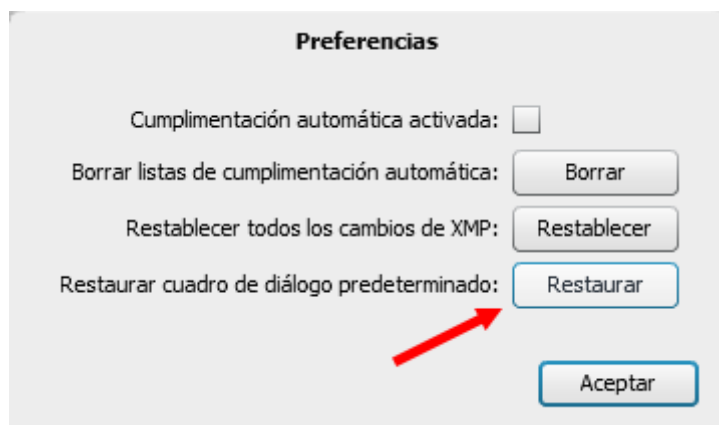 Preferencias
Cumplimentación automática activada:
Borrar listas de cumplimentación automática: Borrar
Restablecer todos los cambios de XMP: Restablecer
Restaurar cuadro de diálogo predeterminado: Restaurar
Aceptar